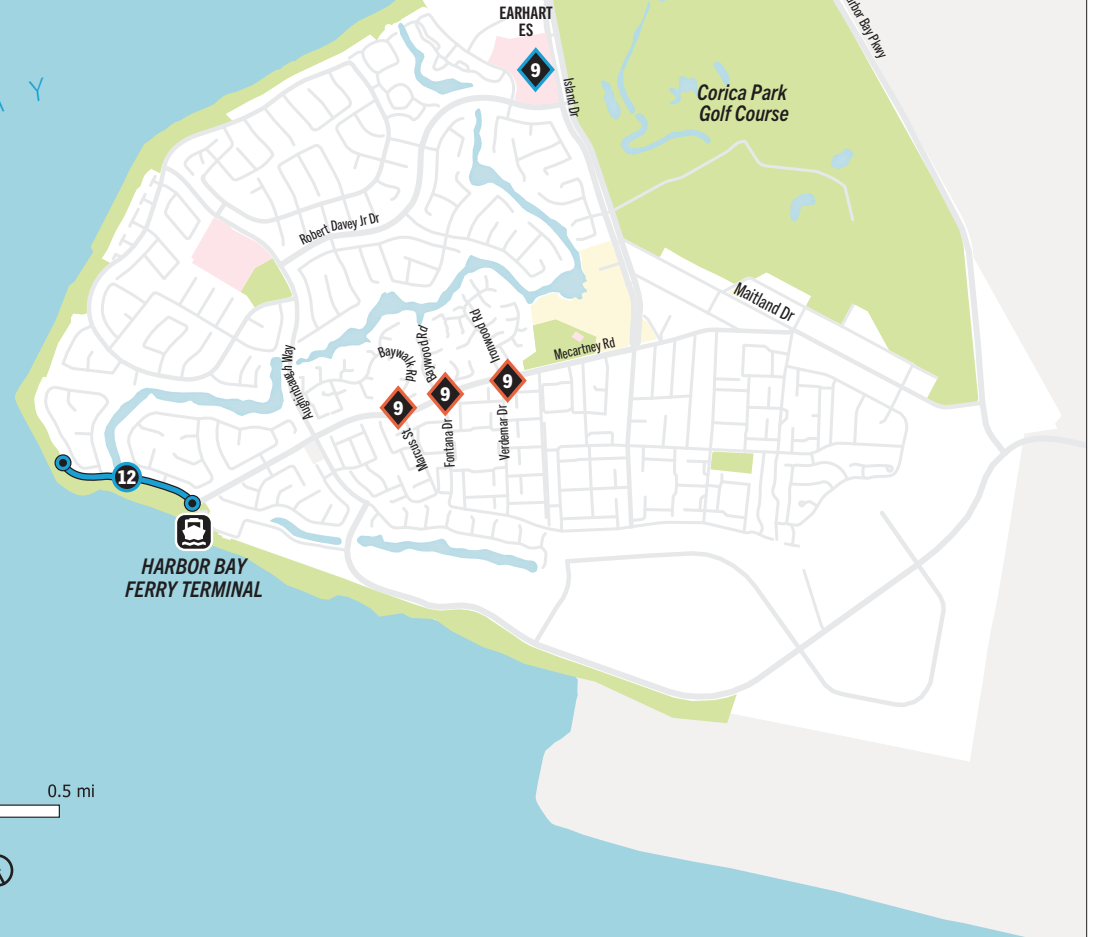 EARHART
ES
9
Island Dr
Corica Park
Golf Course
Bay Pkwy
Y
Robert Davey Jr Dr
Maitland Dr
Mecartney Rd
Ironwood Rd
Baywood Rd
Baywalk Rd
Aughinbaugh Way
9
9
9
Marcus St
Fontana Dr
Verdemar Dr
12
HARBOR BAY
FERRY TERMINAL
0.5 mi